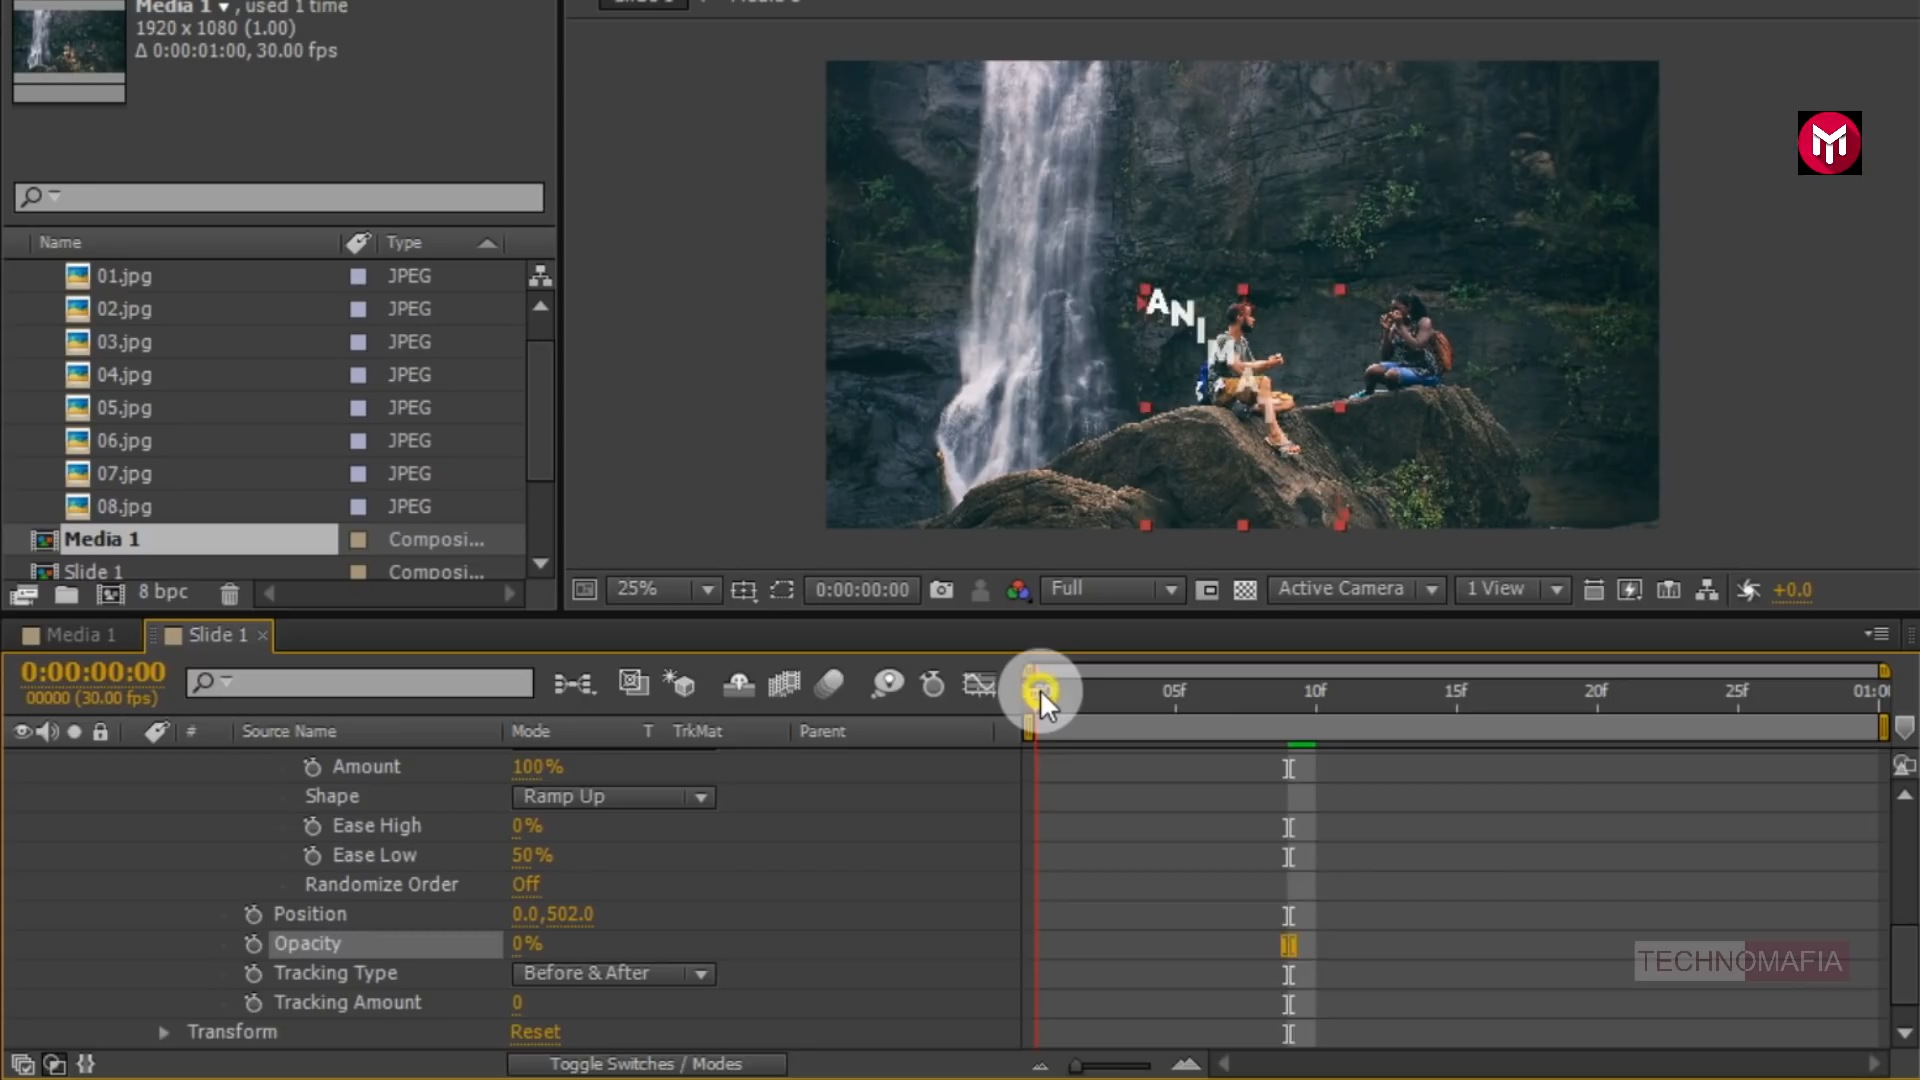 Media 1 ▾ , used 1 time
1920 x 1080 (1.00)
Δ 0:00:01:00, 30.00 fps
Name Type
01.jpg JPEG
02.jpg JPEG
03.jpg JPEG
04.jpg JPEG
05.jpg JPEG
06.jpg JPEG
07.jpg JPEG
08.jpg JPEG
Media 1 Composi...
Slide 1 Composi...
8 bpc
ANIMAT
25% 0:00:00:00 Full Active Camera 1 View +0.0
Media 1 Slide 1 ×
0:00:00:00
00000 (30.00 fps)
05f 10f 15f 20f 25f 01:00
# Source Name Mode T TrkMat Parent
Amount 100%
Shape Ramp Up
Ease High 0%
Ease Low 50%
Randomize Order Off
Position 0.0,502.0
Opacity 0%
Tracking Type Before & After
Tracking Amount 0
Transform Reset
Toggle Switches / Modes
TECHNOMAFIA